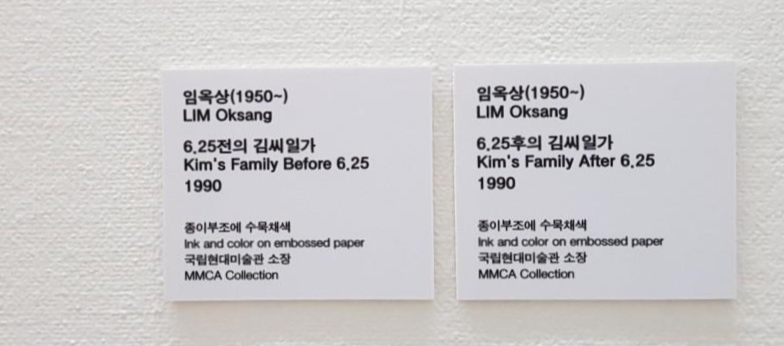 임옥상(1950~)
LIM Oksang
6.25전의 김씨일가
Kim's Family Before 6.25
1990
종이부조에 수묵채색
Ink and color on embossed paper
국립현대미술관 소장
MMCA Collection
임옥상(1950~)
LIM Oksang
6.25후의 김씨일가
Kim's Family After 6.25
1990
종이부조에 수묵채색
Ink and color on embossed paper
국립현대미술관 소장
MMCA Collection